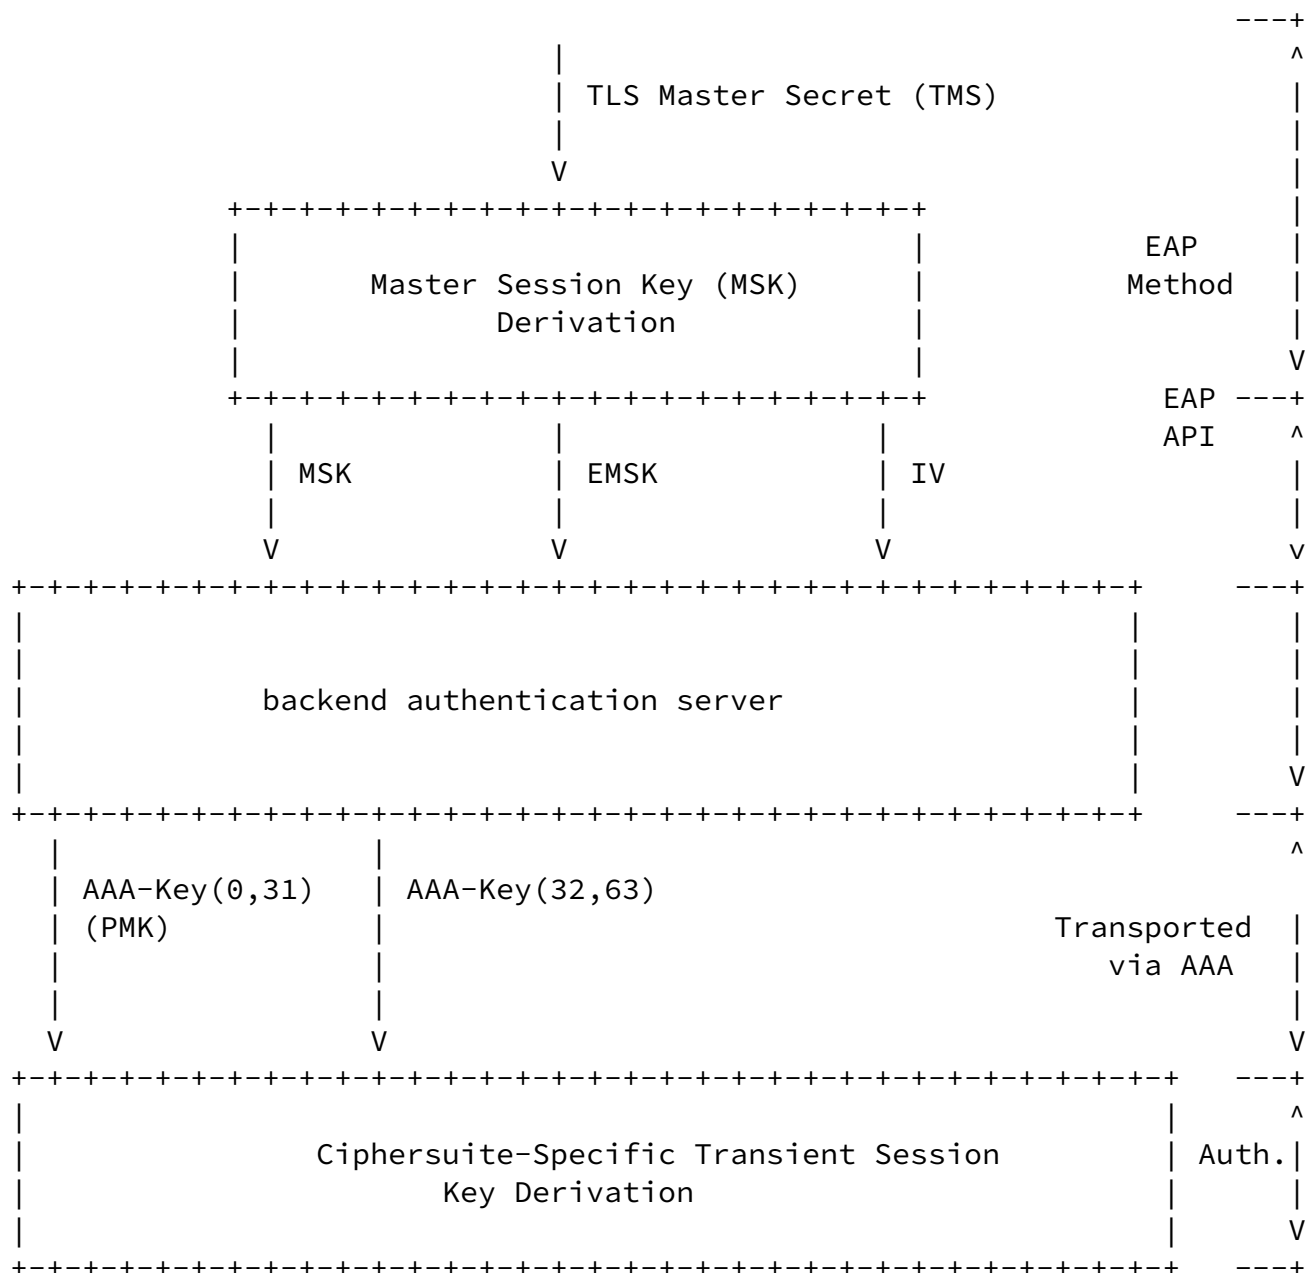 TLS Master Secret (TMS)
EAP
Master Session Key (MSK) Method
Derivation
EAP
API
MSK EMSK IV
backend authentication server
AAA-Key(0,31) AAA-Key(32,63)
(PMK) Transported
via AAA
Ciphersuite-Specific Transient Session Auth.
Key Derivation